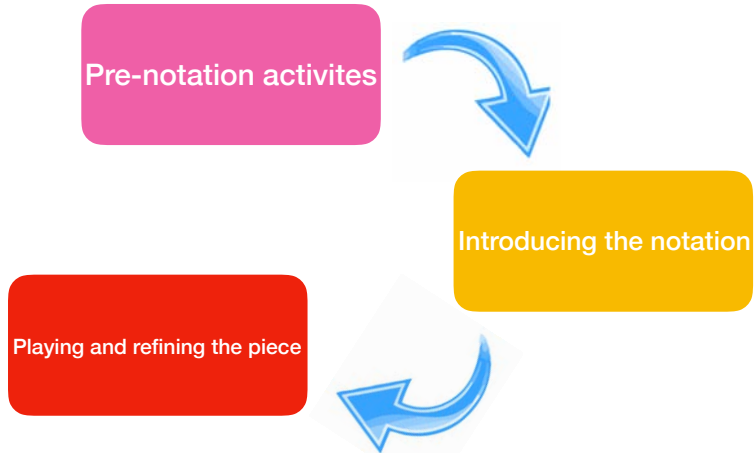 Pre-notation activites
Introducing the notation
Playing and refining the piece